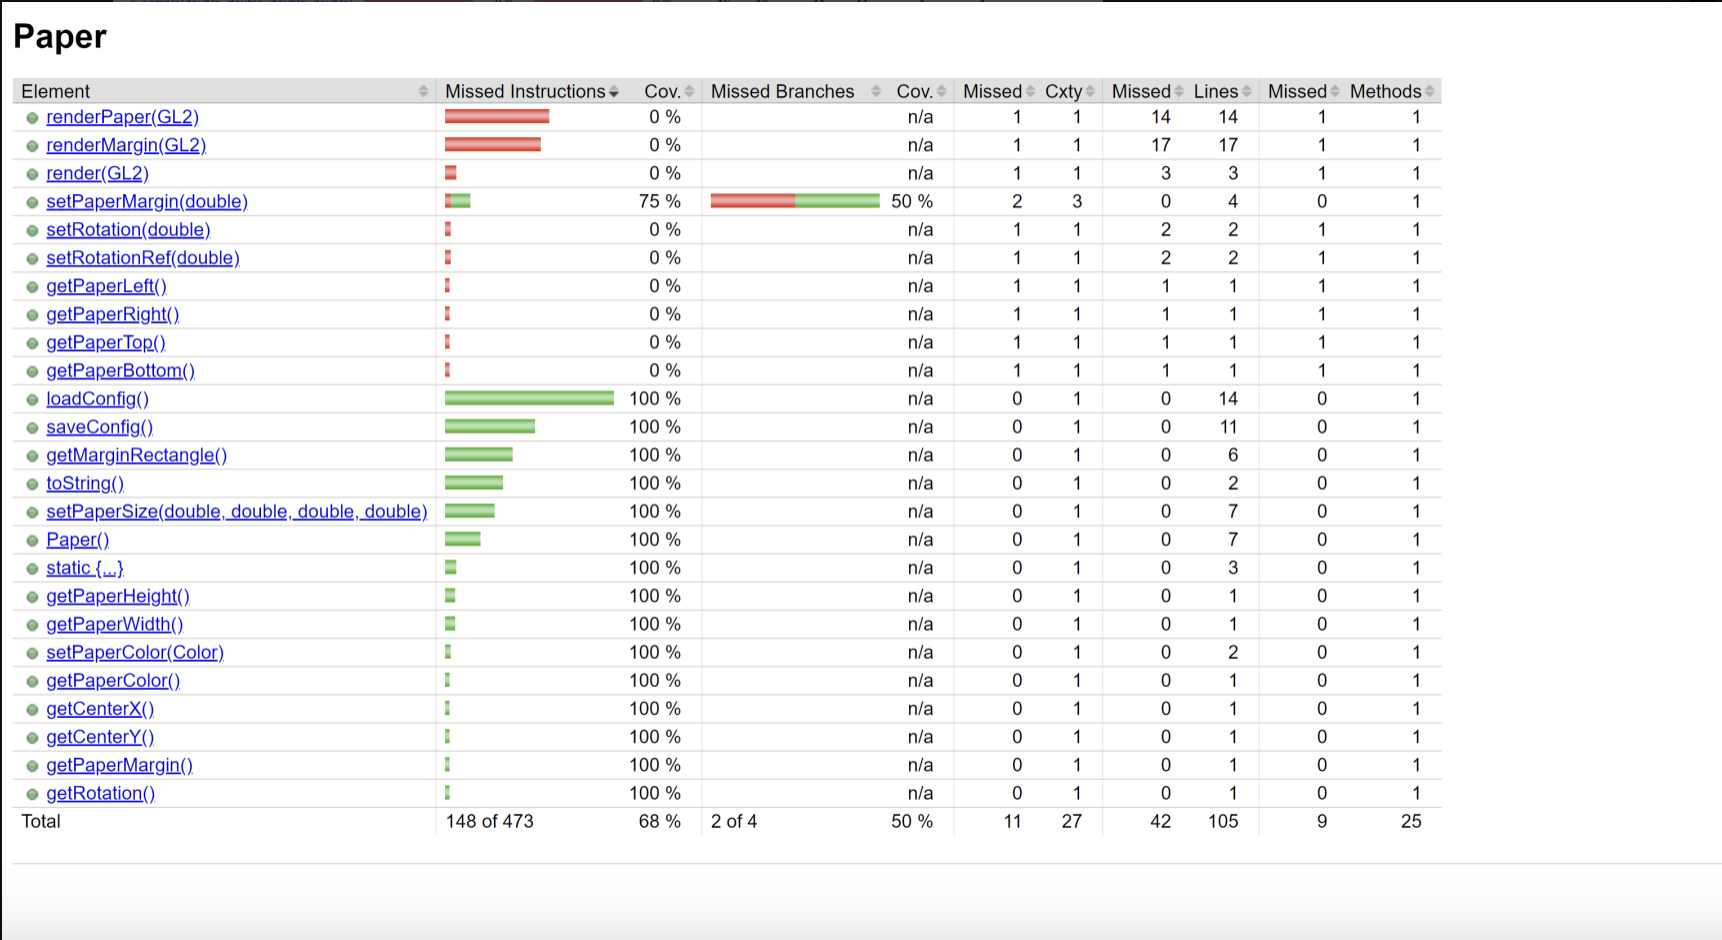 Paper
Element Missed Instructions Cov. Missed Branches Cov. Missed Cxty Missed Lines Missed Methods
renderPaper(GL2) 0 % n/a 1 1 14 14 1 1
renderMargin(GL2) 0 % n/a 1 1 17 17 1 1
render(GL2) 0 % n/a 1 1 3 3 1 1
setPaperMargin(double) 75 % 50 % 2 3 0 4 0 1
setRotation(double) 0 % n/a 1 1 2 2 1 1
setRotationRef(double) 0 % n/a 1 1 2 2 1 1
getPaperLeft() 0 % n/a 1 1 1 1 1 1
getPaperRight() 0 % n/a 1 1 1 1 1 1
getPaperTop() 0 % n/a 1 1 1 1 1 1
getPaperBottom() 0 % n/a 1 1 1 1 1 1
loadConfig() 100 % n/a 0 1 0 14 0 1
saveConfig() 100 % n/a 0 1 0 11 0 1
getMarginRectangle() 100 % n/a 0 1 0 6 0 1
toString() 100 % n/a 0 1 0 2 0 1
setPaperSize(double, double, double, double) 100 % n/a 0 1 0 7 0 1
Paper() 100 % n/a 0 1 0 7 0 1
static {...} 100 % n/a 0 1 0 3 0 1
getPaperHeight() 100 % n/a 0 1 0 1 0 1
getPaperWidth() 100 % n/a 0 1 0 1 0 1
setPaperColor(Color) 100 % n/a 0 1 0 2 0 1
getPaperColor() 100 % n/a 0 1 0 1 0 1
getCenterX() 100 % n/a 0 1 0 1 0 1
getCenterY() 100 % n/a 0 1 0 1 0 1
getPaperMargin() 100 % n/a 0 1 0 1 0 1
getRotation() 100 % n/a 0 1 0 1 0 1
Total 148 of 473 68 % 2 of 4 50 % 11 27 42 105 9 25